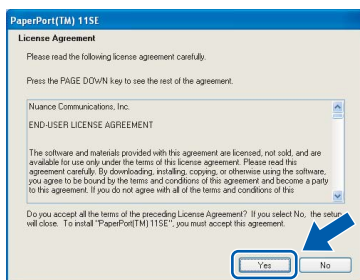 PaperPort(TM) 11SE
License Agreement
Please read the following license agreement carefully.
Press the PAGE DOWN key to see the rest of the agreement.
Nuance Communications, Inc.
END-USER LICENSE AGREEMENT
The software and materials provided with this agreement are licensed, not sold, and are
available for use only under the terms of this license agreement. Please read this
agreement carefully. By downloading, installing, copying, or otherwise using the software,
you agree to be bound by the terms and conditions of this agreement and become a party
to this agreement. If you do not agree with all of the terms and conditions of this
Do you accept all the terms of the preceding License Agreement? If you select No, the setup
will close. To install "PaperPort(TM) 11SE", you must accept this agreement.
Yes
No